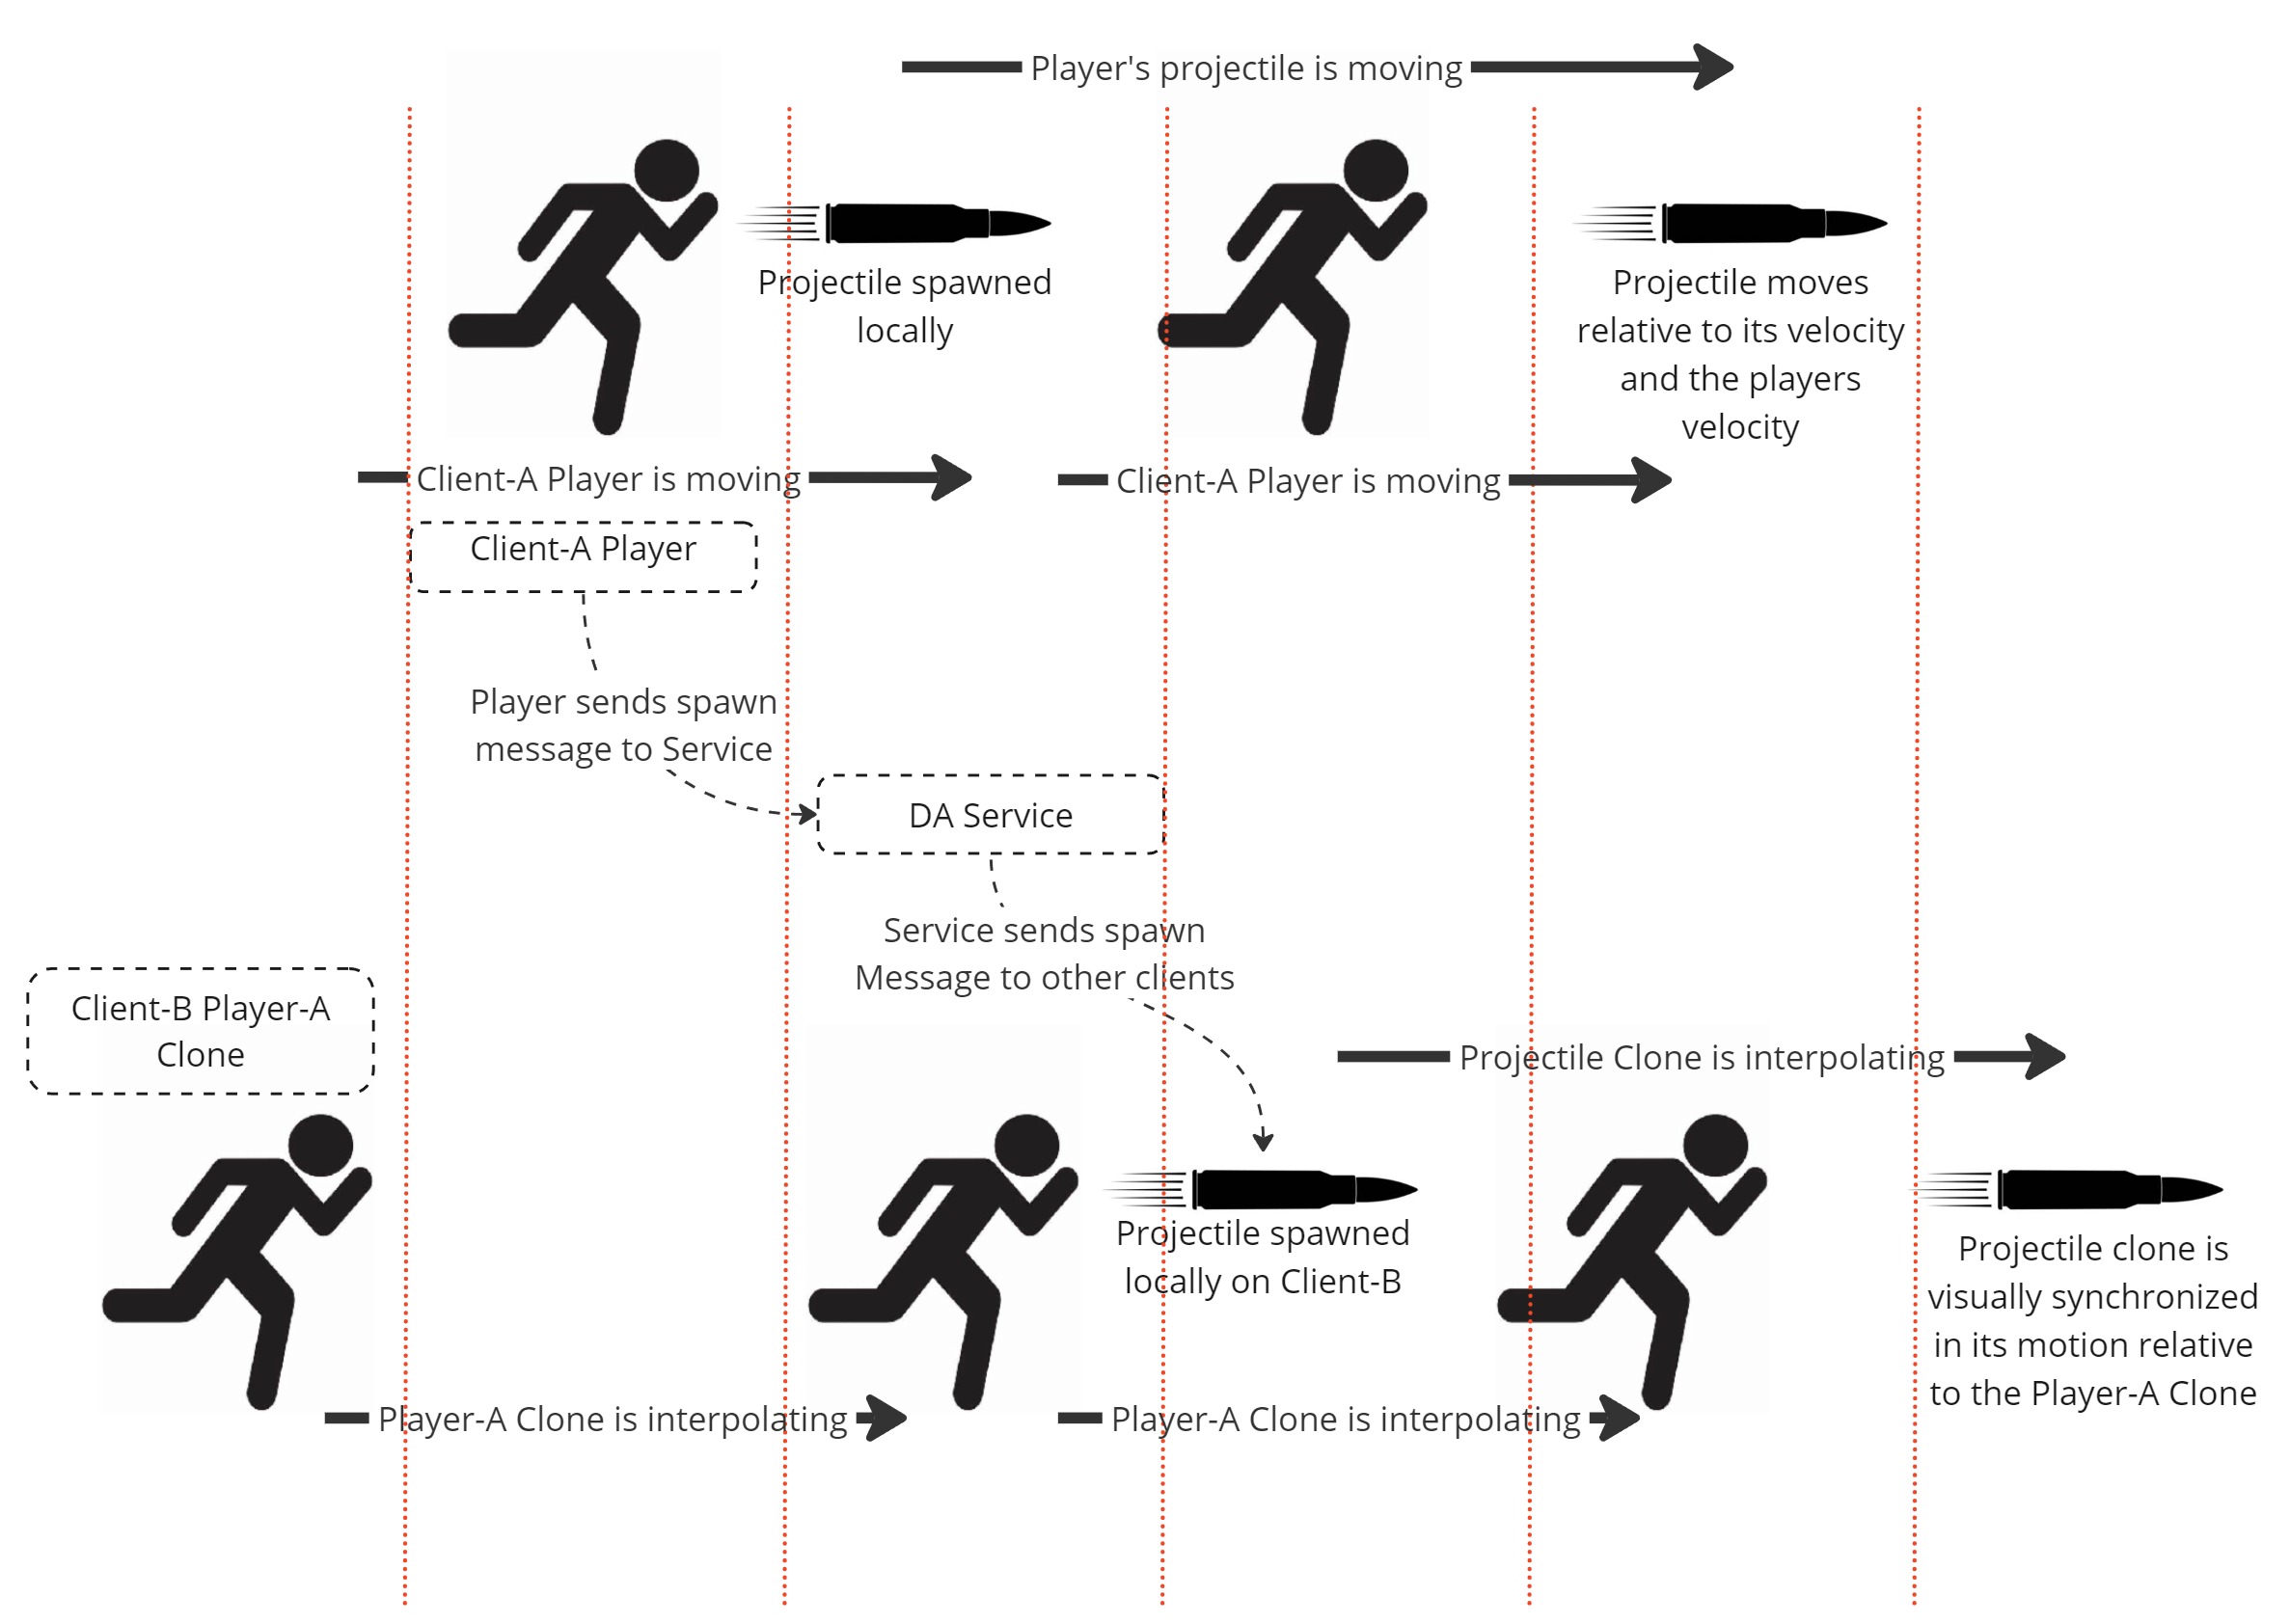 Player's projectile is moving
Projectile spawned
locally
Projectile moves
relative to its velocity
and the players
velocity
Client-A Player is moving
Client-A Player is moving
Client-A Player
Player sends spawn
message to Service
DA Service
Service sends spawn
Message to other clients
Client-B Player-A
Clone
Projectile Clone is interpolating
Projectile spawned
locally on Client-B
Projectile clone is
visually synchronized
in its motion relative
to the Player-A Clone
Player-A Clone is interpolating
Player-A Clone is interpolating